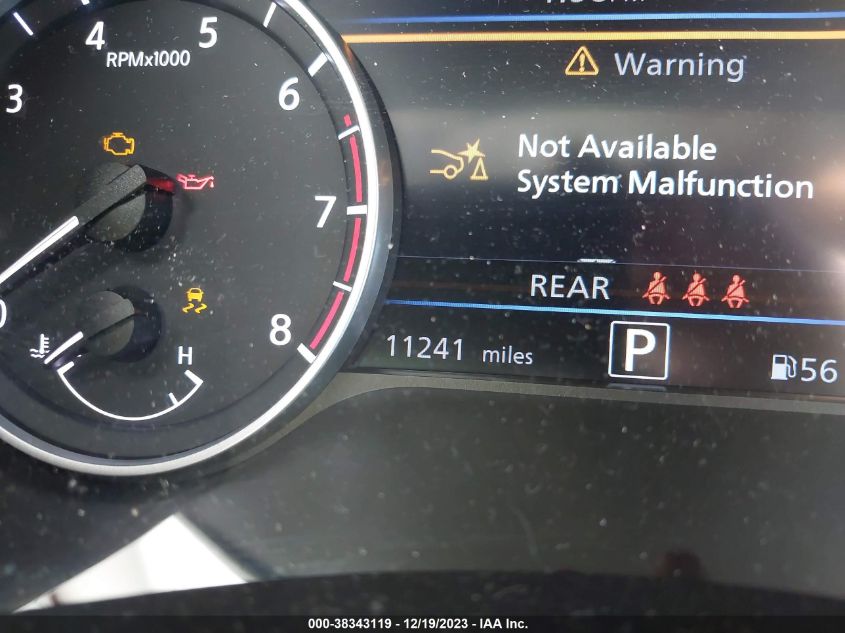 4
5
RPMx1000
3
6
7
8
H
Warning
Not Available
System Malfunction
REAR
11241 miles
P
56
000-38343119 - 12/19/2023 - IAA Inc.